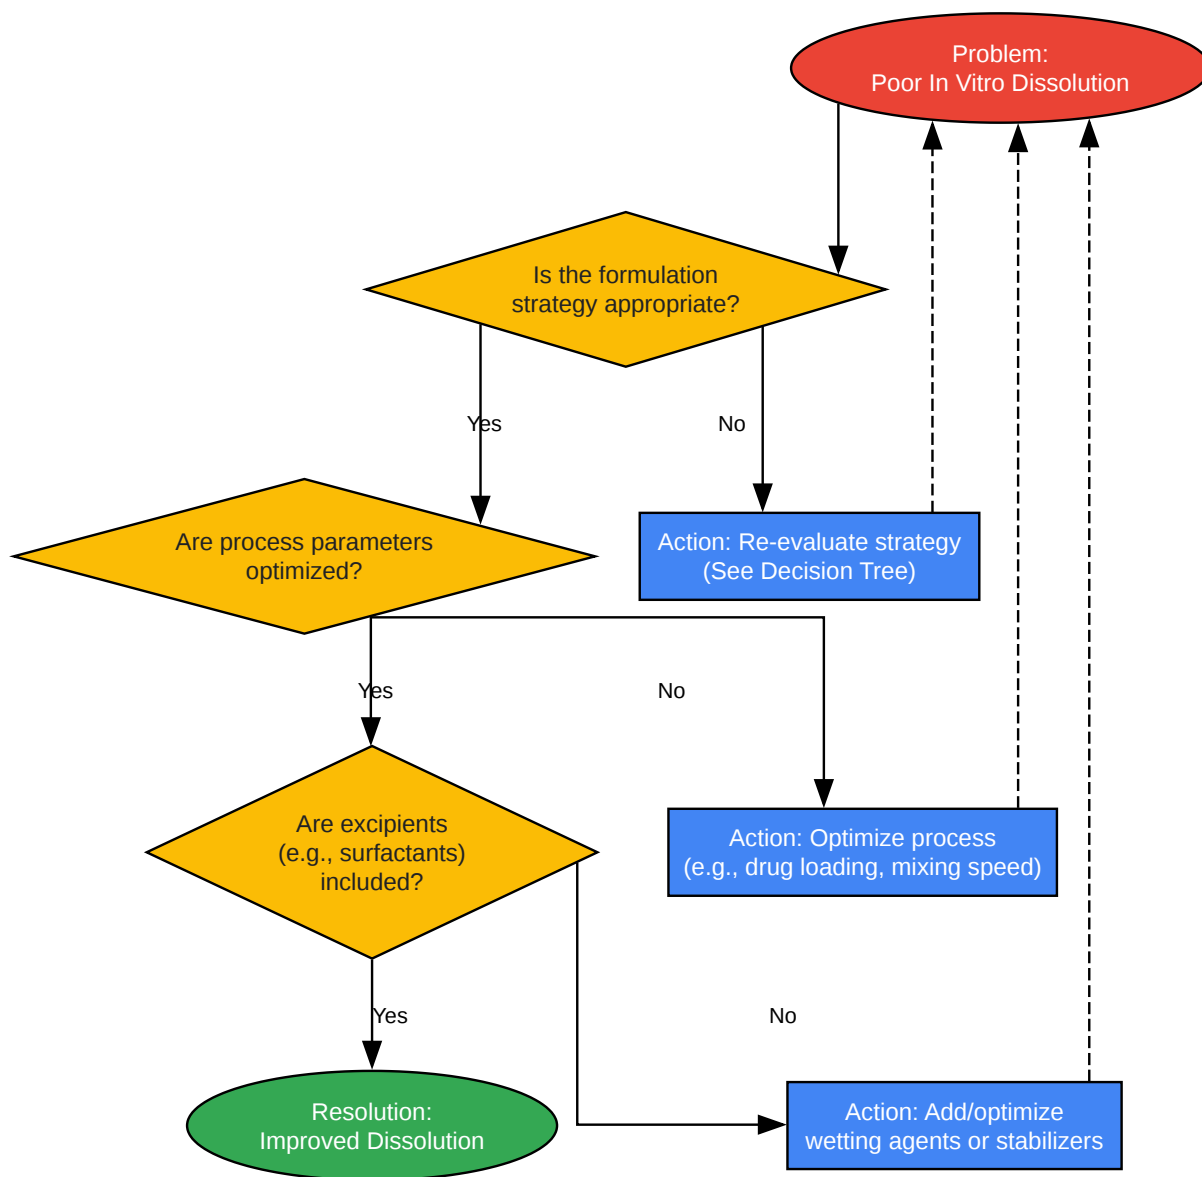 Problem:
Poor In Vitro Dissolution
Is the formulation
strategy appropriate?
Yes
No
Are process parameters
optimized?
Action: Re-evaluate strategy
(See Decision Tree)
Yes
No
Are excipients
(e.g., surfactants)
included?
Action: Optimize process
(e.g., drug loading, mixing speed)
Yes
No
Resolution:
Improved Dissolution
Action: Add/optimize
wetting agents or stabilizers